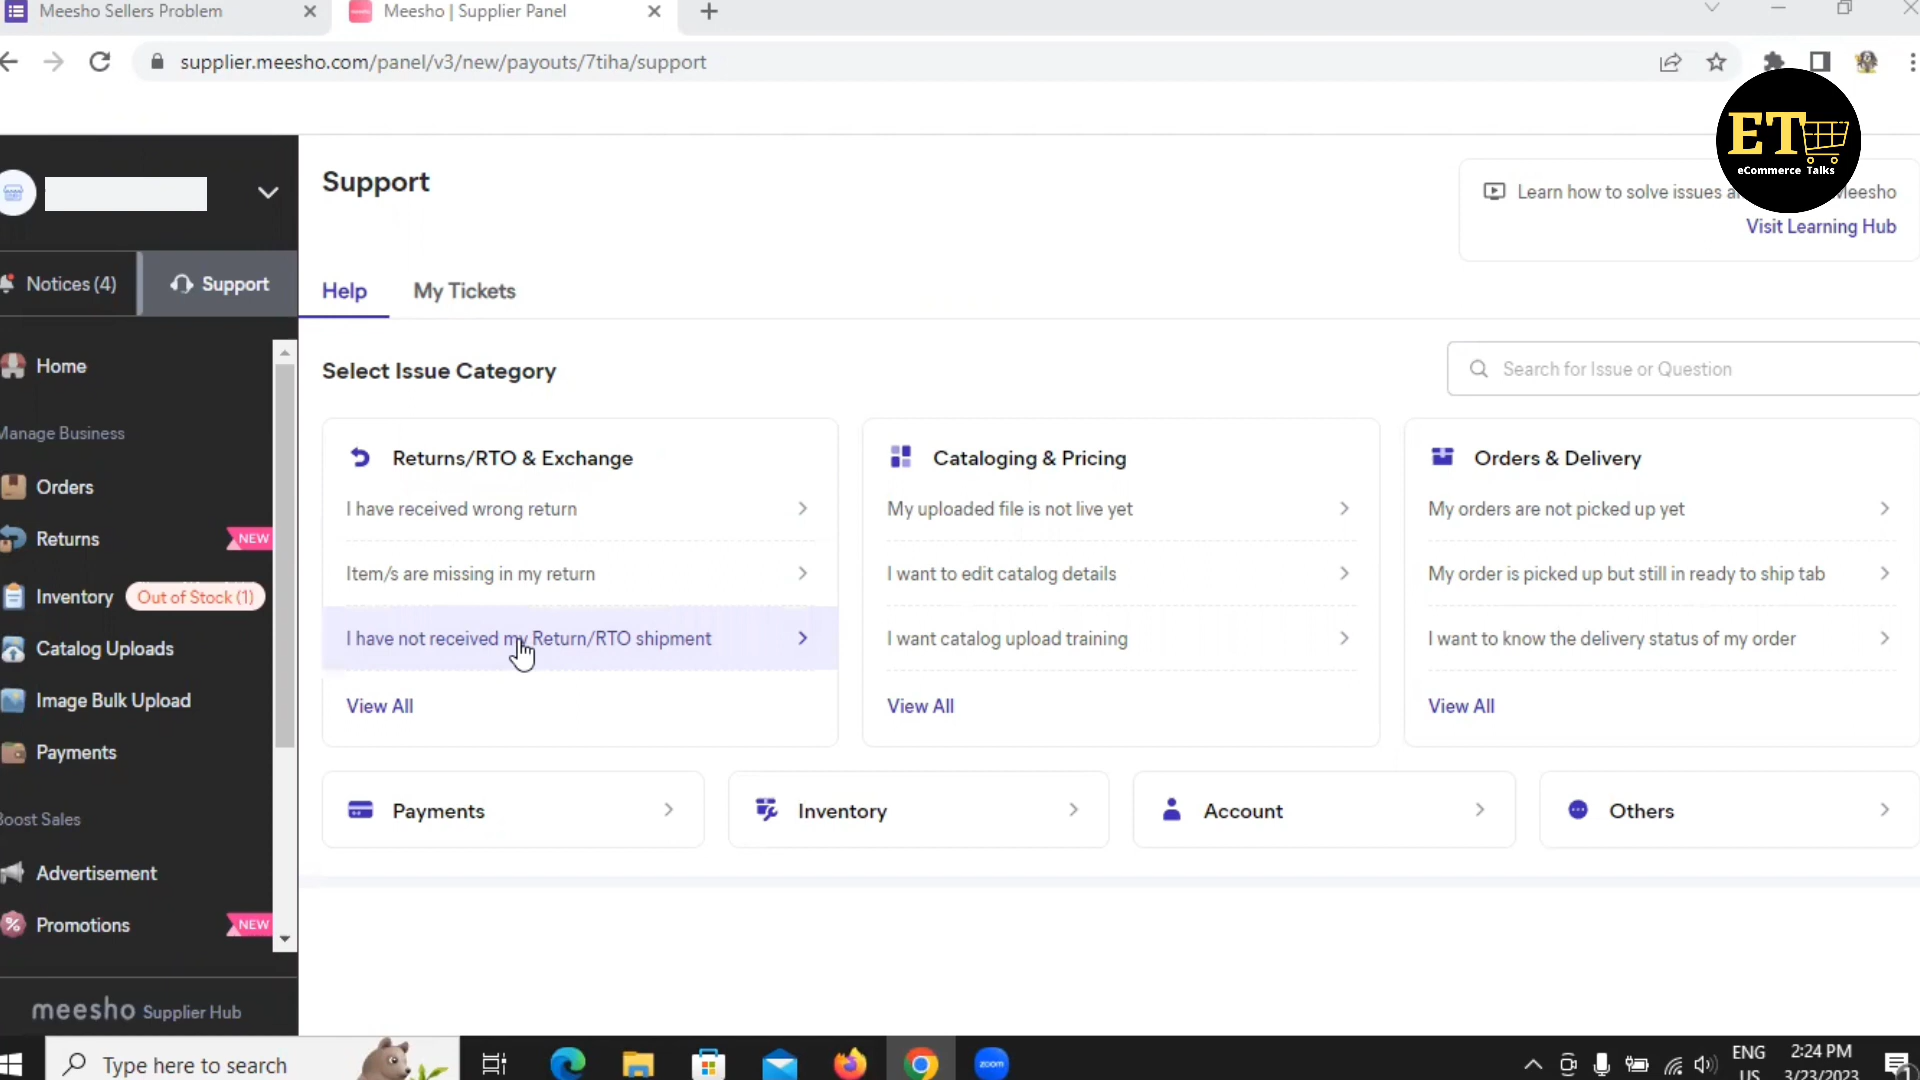 Meesho Sellers Problem
Meesho | Supplier Panel
supplier.meesho.com/panel/v3/new/payouts/7tiha/support
ET
eCommerce Talks
Support
Learn how to solve issues a
eesho
Visit Learning Hub
Notices (4)
Support
Help
My Tickets
Home
Select Issue Category
Search for Issue or Question
Manage Business
Orders
Returns
NEW
Inventory
Out of Stock (1)
Catalog Uploads
Image Bulk Upload
Payments
Boost Sales
Advertisement
Promotions
NEW
meesho Supplier Hub
Returns/RTO & Exchange
I have received wrong return
Item/s are missing in my return
I have not received my Return/RTO shipment
View All
Cataloging & Pricing
My uploaded file is not live yet
I want to edit catalog details
I want catalog upload training
View All
Orders & Delivery
My orders are not picked up yet
My order is picked up but still in ready to ship tab
I want to know the delivery status of my order
View All
Payments
Inventory
Account
Others
Type here to search
zoom
ENG
US
2:24 PM
3/23/2023
1